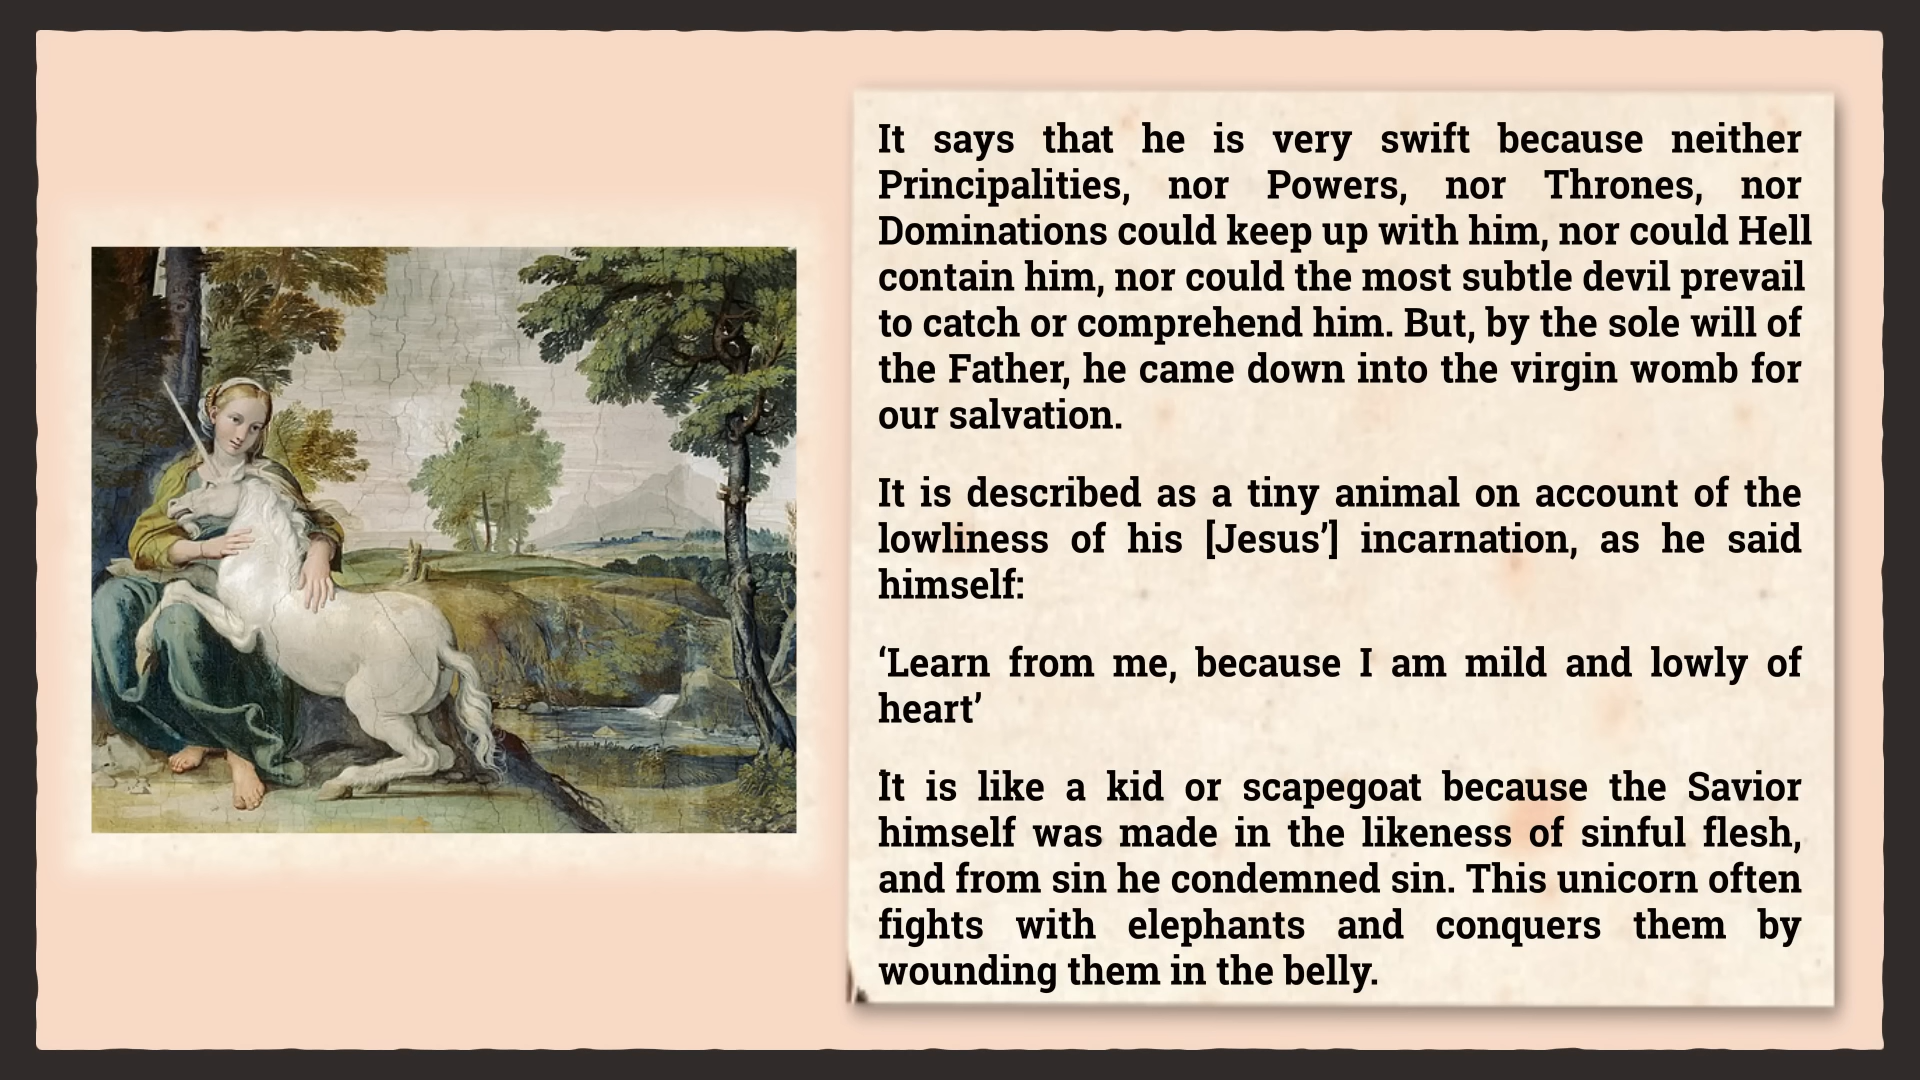 It says that he is very swift because neither
Principalities, nor Powers, nor Thrones, nor
Dominations could keep up with him, nor could Hell
contain him, nor could the most subtle devil prevail
to catch or comprehend him. But, by the sole will of
the Father, he came down into the virgin womb for
our salvation.
It is described as a tiny animal on account of the
lowliness of his [Jesus’] incarnation, as he said
himself:
‘Learn from me, because I am mild and lowly of
heart’
It is like a kid or scapegoat because the Savior
himself was made in the likeness of sinful flesh,
and from sin he condemned sin. This unicorn often
fights with elephants and conquers them by
wounding them in the belly.